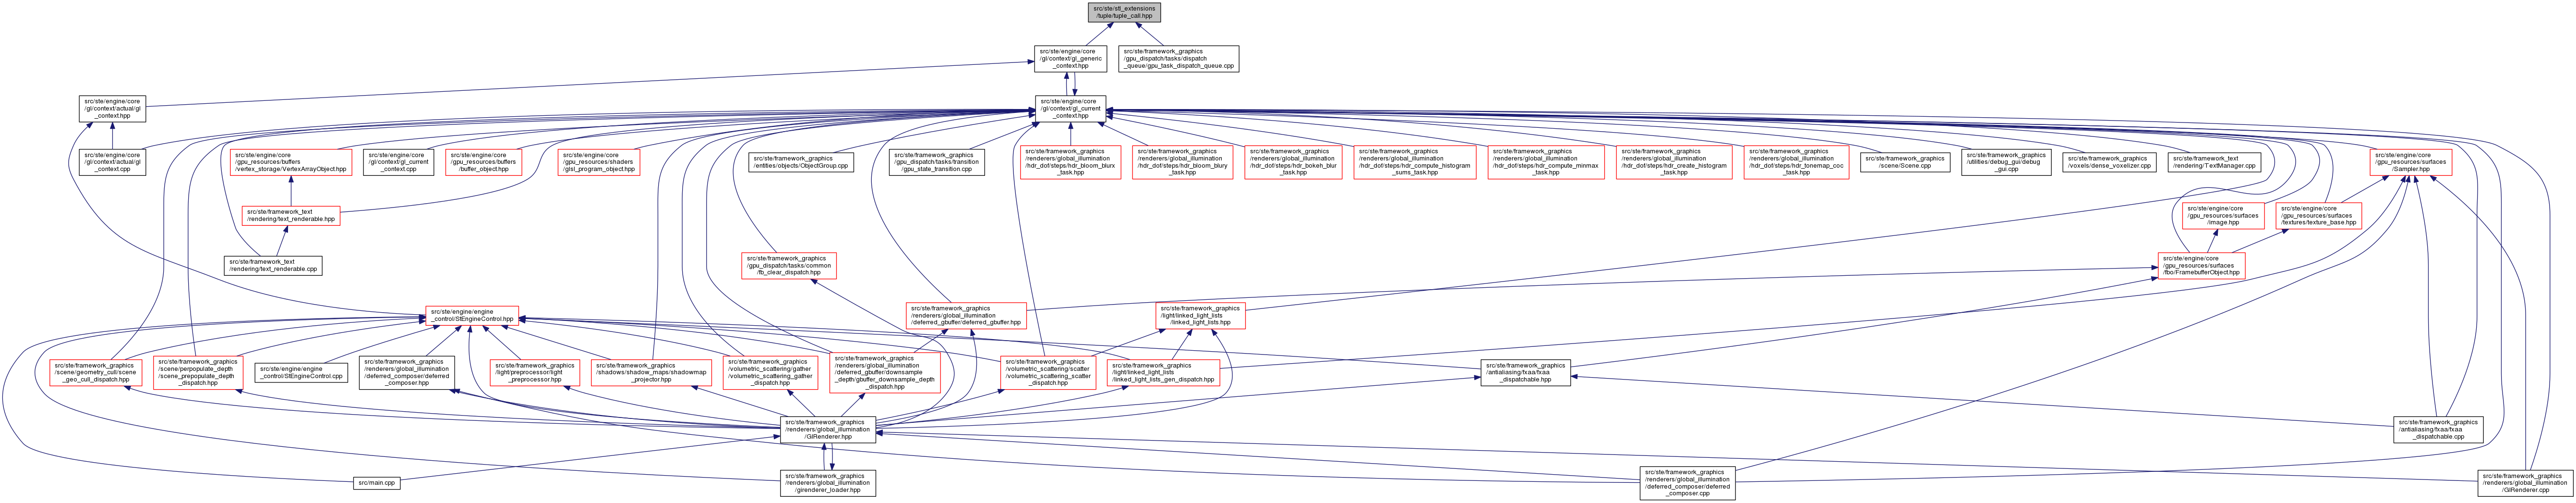 src/ste/stl_extensions
/tuple/tuple_call.hpp
src/ste/engine/core
/gl/context/gl_generic
_context.hpp
src/ste/framework_graphics
/gpu_dispatch/tasks/dispatch
_queue/gpu_task_dispatch_queue.cpp
src/ste/engine/core
/gl/context/actual/gl
_context.hpp
src/ste/engine/core
/gl/context/gl_current
_context.hpp
src/ste/engine/core
/gl/context/actual/gl
_context.cpp
src/ste/engine/core
/gpu_resources/buffers
/vertex_storage/VertexArrayObject.hpp
src/ste/engine/core
/gl/context/gl_current
_context.cpp
src/ste/engine/core
/gpu_resources/buffers
/buffer_object.hpp
src/ste/engine/core
/gpu_resources/shaders
/glsl_program_object.hpp
src/ste/framework_graphics
/entities/objects/ObjectGroup.cpp
src/ste/framework_graphics
/gpu_dispatch/tasks/transition
/gpu_state_transition.cpp
src/ste/framework_graphics
/renderers/global_illumination
/hdr_dof/steps/hdr_bloom_blurx
_task.hpp
src/ste/framework_graphics
/renderers/global_illumination
/hdr_dof/steps/hdr_bloom_blury
_task.hpp
src/ste/framework_graphics
/renderers/global_illumination
/hdr_dof/steps/hdr_bokeh_blur
_task.hpp
src/ste/framework_graphics
/renderers/global_illumination
/hdr_dof/steps/hdr_compute_histogram
_sums_task.hpp
src/ste/framework_graphics
/renderers/global_illumination
/hdr_dof/steps/hdr_compute_minmax
_task.hpp
src/ste/framework_graphics
/renderers/global_illumination
/hdr_dof/steps/hdr_create_histogram
_task.hpp
src/ste/framework_graphics
/renderers/global_illumination
/hdr_dof/steps/hdr_tonemap_coc
_task.hpp
src/ste/framework_graphics
/scene/Scene.cpp
src/ste/framework_graphics
/utilities/debug_gui/debug
_gui.cpp
src/ste/framework_graphics
/voxels/dense_voxelizer.cpp
src/ste/framework_text
/rendering/TextManager.cpp
src/ste/engine/core
/gpu_resources/surfaces
/Sampler.hpp
src/ste/framework_text
/rendering/text_renderable.hpp
src/ste/engine/core
/gpu_resources/surfaces
/image.hpp
src/ste/engine/core
/gpu_resources/surfaces
/textures/texture_base.hpp
src/ste/framework_text
/rendering/text_renderable.cpp
src/ste/framework_graphics
/gpu_dispatch/tasks/common
/fb_clear_dispatch.hpp
src/ste/engine/core
/gpu_resources/surfaces
/fbo/FramebufferObject.hpp
src/ste/engine/engine
_control/StEngineControl.hpp
src/ste/framework_graphics
/renderers/global_illumination
/deferred_gbuffer/deferred_gbuffer.hpp
src/ste/framework_graphics
/light/linked_light_lists
/linked_light_lists.hpp
src/ste/framework_graphics
/scene/geometry_cull/scene
_geo_cull_dispatch.hpp
src/ste/framework_graphics
/scene/perpopulate_depth
/scene_prepopulate_depth
_dispatch.hpp
src/ste/engine/engine
_control/StEngineControl.cpp
src/ste/framework_graphics
/renderers/global_illumination
/deferred_composer/deferred
_composer.hpp
src/ste/framework_graphics
/light/preprocessor/light
_preprocessor.hpp
src/ste/framework_graphics
/shadows/shadow_maps/shadowmap
_projector.hpp
src/ste/framework_graphics
/volumetric_scattering/gather
/volumetric_scattering_gather
_dispatch.hpp
src/ste/framework_graphics
/renderers/global_illumination
/deferred_gbuffer/downsample
_depth/gbuffer_downsample_depth
_dispatch.hpp
src/ste/framework_graphics
/volumetric_scattering/scatter
/volumetric_scattering_scatter
_dispatch.hpp
src/ste/framework_graphics
/light/linked_light_lists
/linked_light_lists_gen_dispatch.hpp
src/ste/framework_graphics
/antialiasing/fxaa/fxaa
_dispatchable.hpp
src/ste/framework_graphics
/renderers/global_illumination
/GIRenderer.hpp
src/ste/framework_graphics
/antialiasing/fxaa/fxaa
_dispatchable.cpp
src/main.cpp
src/ste/framework_graphics
/renderers/global_illumination
/girenderer_loader.hpp
src/ste/framework_graphics
/renderers/global_illumination
/deferred_composer/deferred
_composer.cpp
src/ste/framework_graphics
/renderers/global_illumination
/GIRenderer.cpp